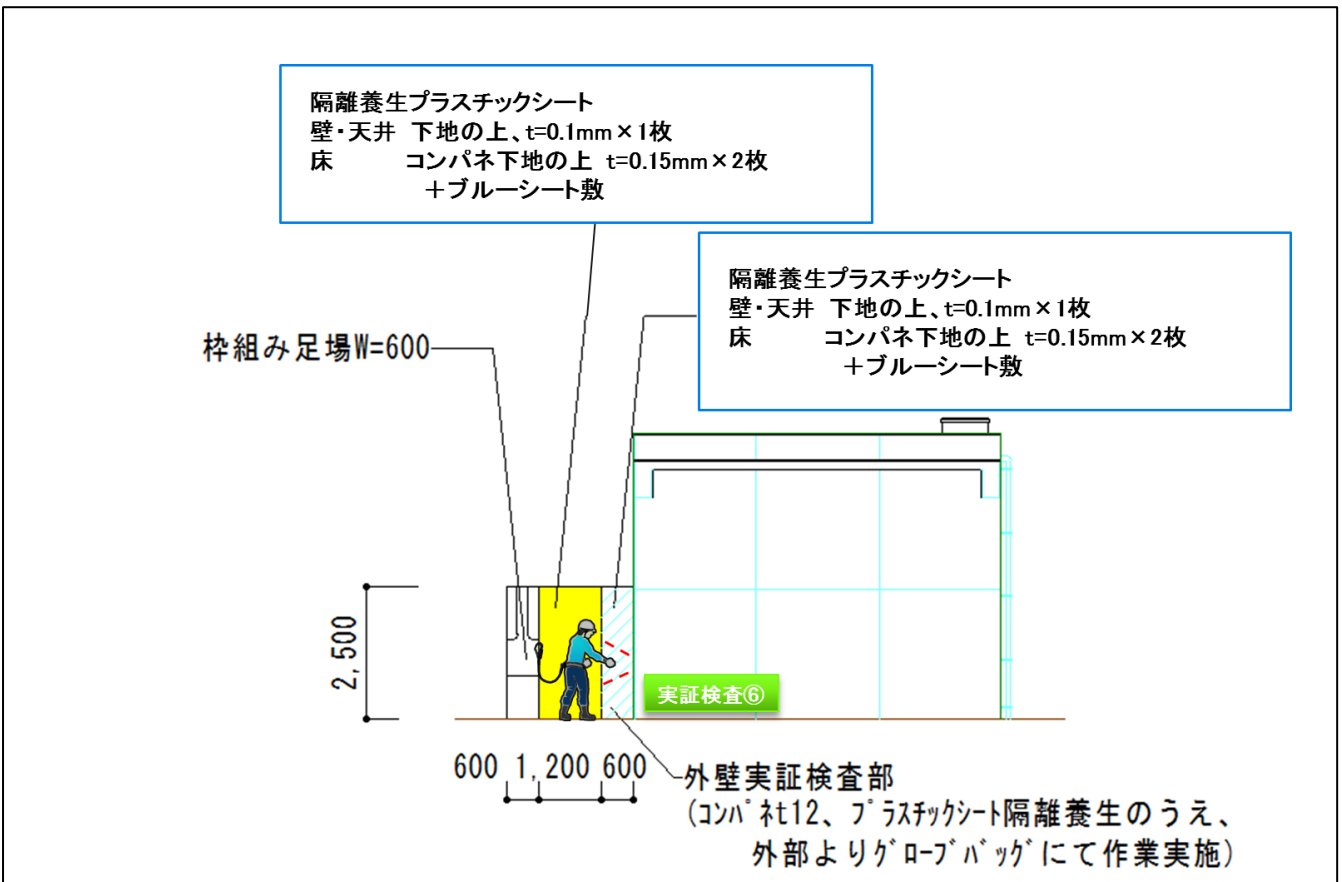 隔離養生プラスチックシート
壁・天井 下地の上、t=0.1mm×1枚
床 コンパネ下地の上 t=0.15mm×2枚
＋ブルーシート敷
隔離養生プラスチックシート
壁・天井 下地の上、t=0.1mm×1枚
床 コンパネ下地の上 t=0.15mm×2枚
＋ブルーシート敷
枠組み足場W=600
2,500
実証検査⑥
600 1,200 600
外壁実証検査部
(ｺﾝﾊﾟﾈt12、ﾌﾟﾗｽﾁｯｸｼｰﾄ隔離養生のうえ、
外部よりｸﾞﾛｰﾌﾞﾊﾞｯｸﾞにて作業実施)